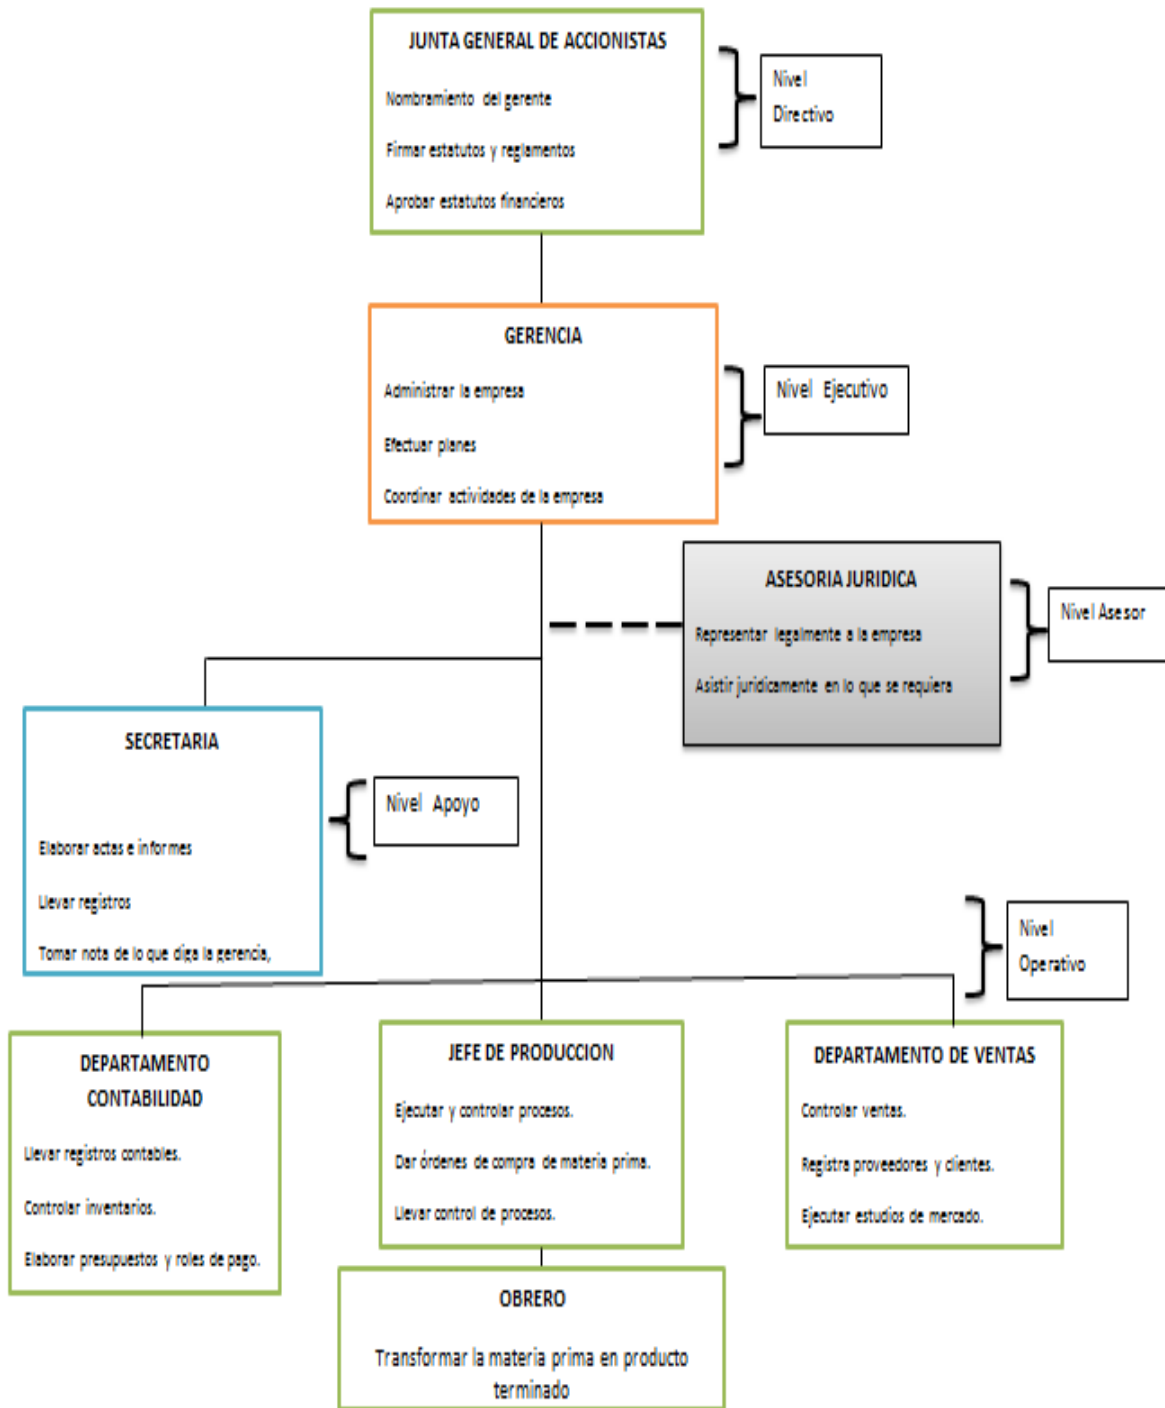 JUNTA GENERAL DE ACCIONISTAS
Nombramiento del gerente
Firmar estatutos y reglamentos
Aprobar estatutos financieros
Nivel
Directivo
GERENCIA
Administrar la empresa
Efectuar planes
Coordinar actividades de la empresa
Nivel Ejecutivo
ASESORIA JURIDICA
Representar legalmente a la empresa
Asistir juridicamente en lo que se requiera
Nivel Asesor
SECRETARIA
Elaborar actas e informes
Llevar registros
Tomar nota de lo que diga la gerencia,
Nivel Apoyo
Nivel
Operativo
DEPARTAMENTO
CONTABILIDAD
Llevar registros contables.
Controlar inventarios.
Elaborar presupuestos y roles de pago.
JEFE DE PRODUCCION
Ejecutar y controlar procesos.
Dar órdenes de compra de materia prima.
Llevar control de procesos.
DEPARTAMENTO DE VENTAS
Controlar ventas.
Registra proveedores y clientes.
Ejecutar estudios de mercado.
OBRERO
Transformar la materia prima en producto
terminado